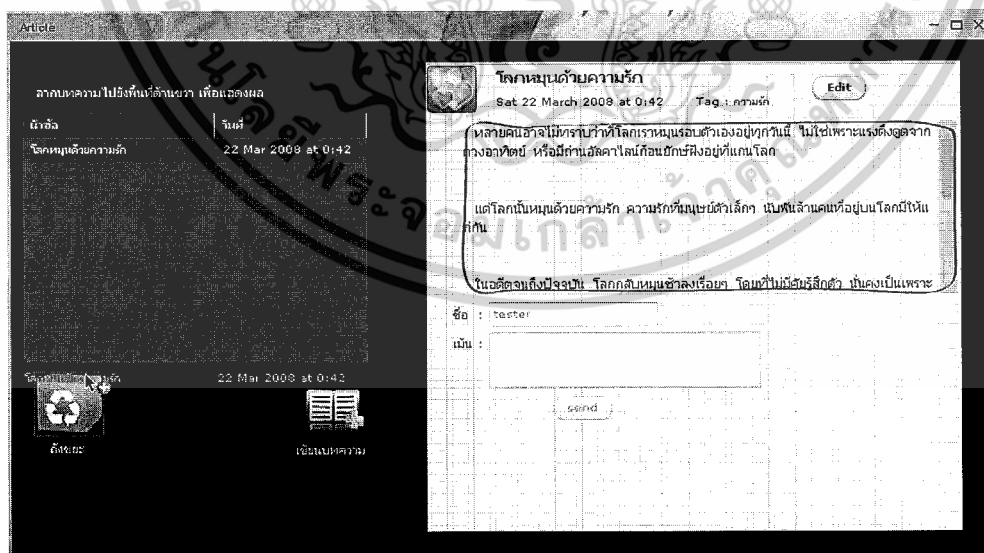 Article
ลากบทความไปยังพื้นที่ด้านขวา เพื่อแสดงผล
หัวข้อ วันที่
โลกหมุนด้วยความรัก 22 Mar 2008 at 0:42
โลกหมุนด้วยความรัก 22 Mar 2008 at 0:42
ถังขยะ เขียนบทความ
โลกหมุนด้วยความรัก
Edit
Sat 22 March 2008 at 0:42 Tag : ความรัก
หลายคนอาจไม่ทราบว่าที่โลกเราหมุนรอบตัวเองอยู่ทุกวันนี้ ไม่ใช่เพราะแรงดึงดูดจาก
ดวงอาทิตย์ หรือมีถ่านอัลคาไลน์ก้อนยักษ์ฝังอยู่ที่แกนโลก
แต่โลกนั้นหมุนด้วยความรัก ความรักที่มนุษย์ตัวเล็กๆ นับพันล้านคนที่อยู่บนโลกมีให้แ
ก่กัน
ในอดีตจนถึงปัจจุบัน โลกกลับหมุนช้าลงเรื่อยๆ โดยที่ไม่มีใครรู้สึกตัว นั่นคงเป็นเพราะ
ชื่อ : tester
เม้น :
send